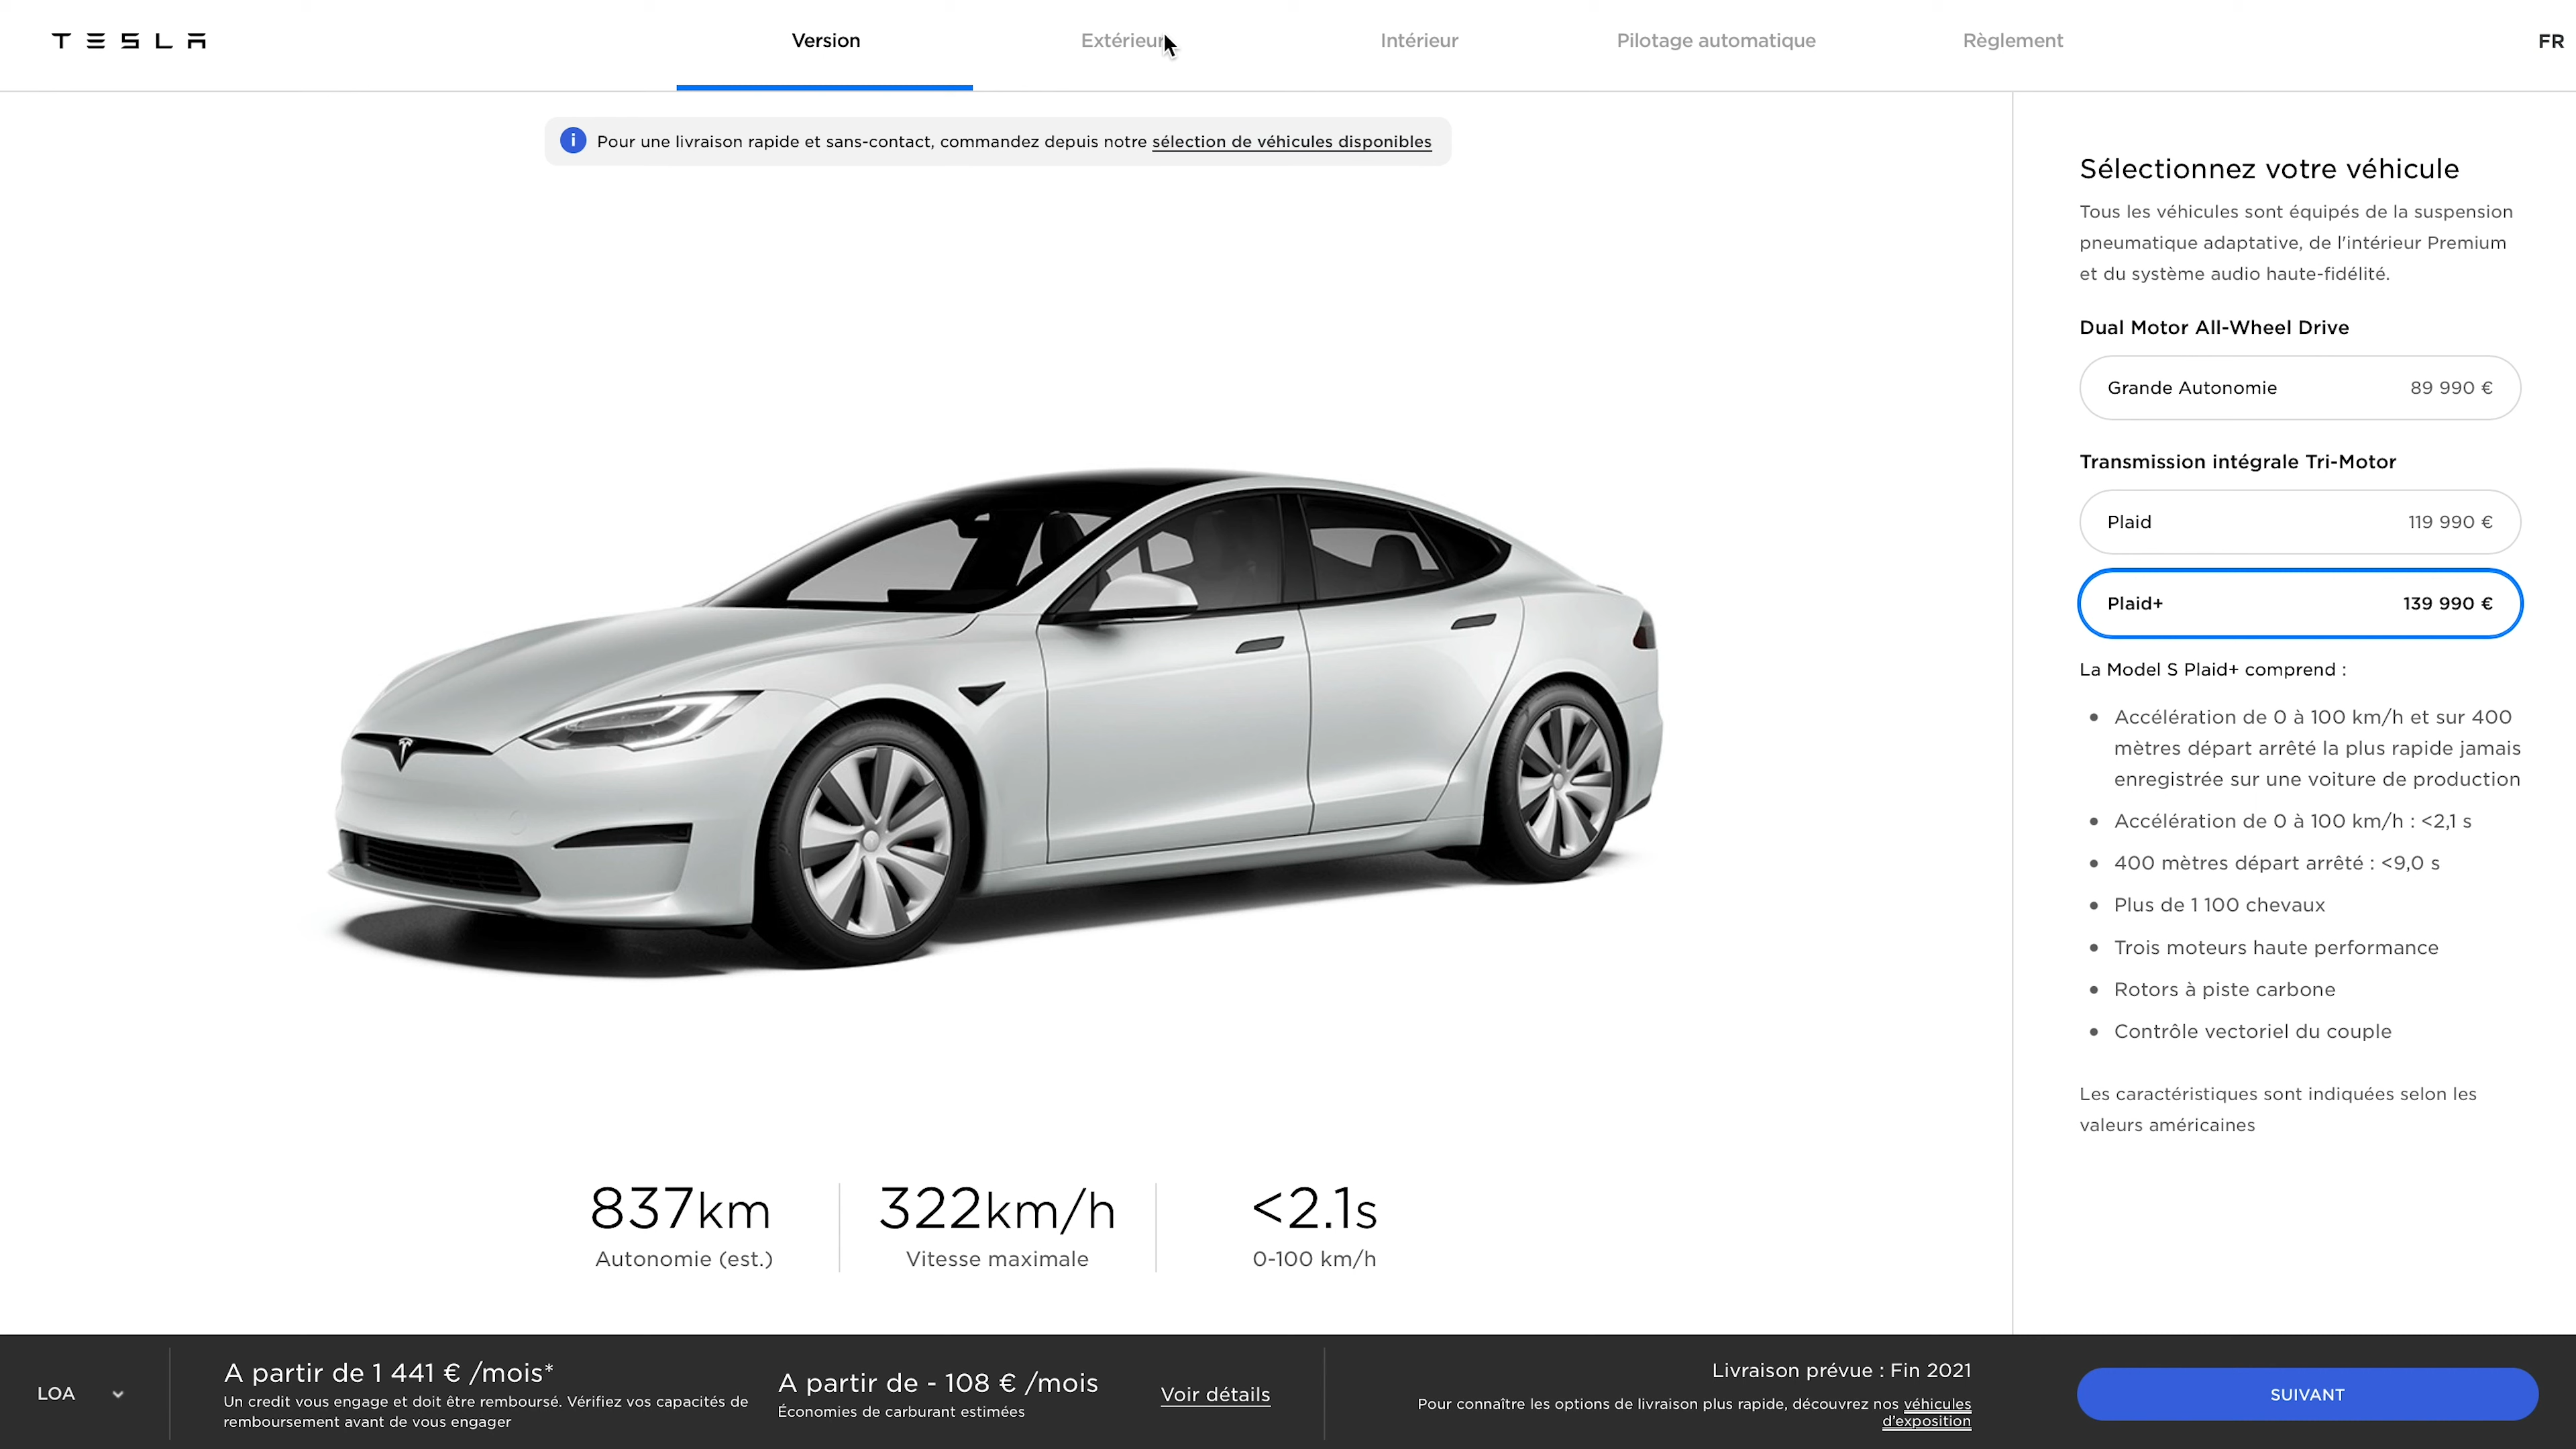 TESLA
Version
Extérieur
Intérieur
Pilotage automatique
Règlement
FR
i
Pour une livraison rapide et sans-contact, commandez depuis notre sélection de véhicules disponibles
Sélectionnez votre véhicule
Tous les véhicules sont équipés de la suspension
pneumatique adaptative, de l'intérieur Premium
et du système audio haute-fidélité.
Dual Motor All-Wheel Drive
Grande Autonomie 89 990 €
Transmission intégrale Tri-Motor
Plaid 119 990 €
Plaid+ 139 990 €
La Model S Plaid+ comprend :
• Accélération de 0 à 100 km/h et sur 400
mètres départ arrêté la plus rapide jamais
enregistrée sur une voiture de production
• Accélération de 0 à 100 km/h : <2,1 s
• 400 mètres départ arrêté : <9,0 s
• Plus de 1 100 chevaux
• Trois moteurs haute performance
• Rotors à piste carbone
• Contrôle vectoriel du couple
Les caractéristiques sont indiquées selon les
valeurs américaines
837km
Autonomie (est.)
322km/h
Vitesse maximale
<2.1s
0-100 km/h
LOA
A partir de 1 441 € /mois*
Un credit vous engage et doit être remboursé. Vérifiez vos capacités de
remboursement avant de vous engager
A partir de - 108 € /mois
Économies de carburant estimées
Voir détails
Livraison prévue : Fin 2021
Pour connaître les options de livraison plus rapide, découvrez nos véhicules
d'exposition
SUIVANT